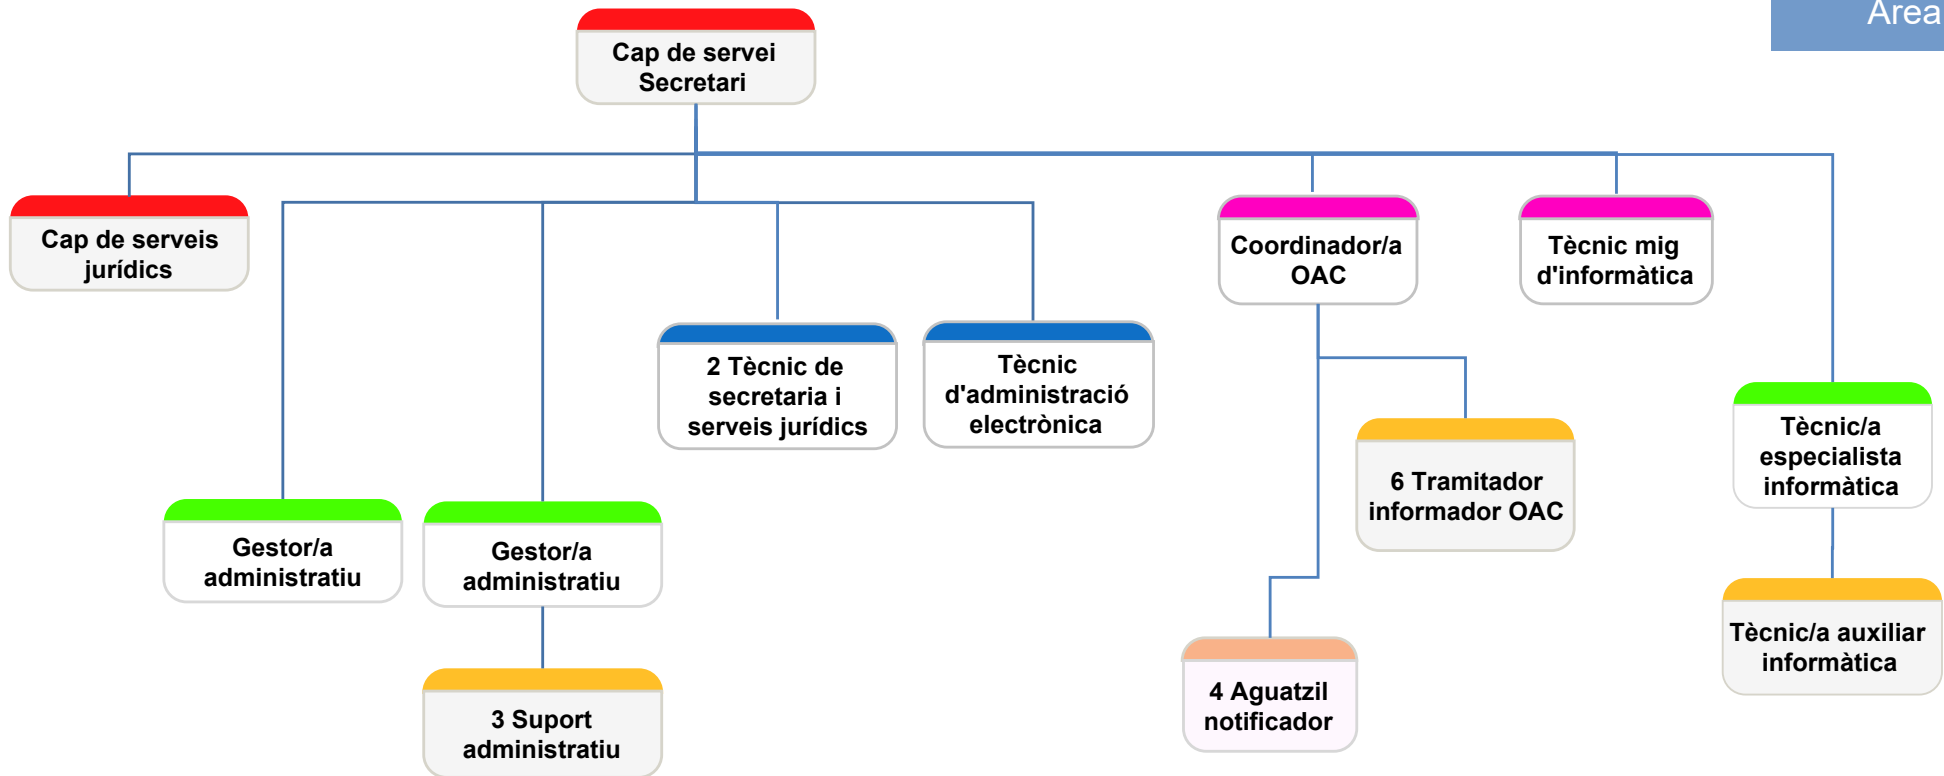 Area
Cap de servei
Secretari
Cap de serveis
jurídics
Coordinador/a
OAC
Tècnic mig
d'informàtica
2 Tècnic de
secretaria i
serveis jurídics
Tècnic
d'administració
electrònica
Tècnic/a
especialista
informàtica
6 Tramitador
informador OAC
Gestor/a
administratiu
Gestor/a
administratiu
Tècnic/a auxiliar
informàtica
4 Aguatzil
notificador
3 Suport
administratiu